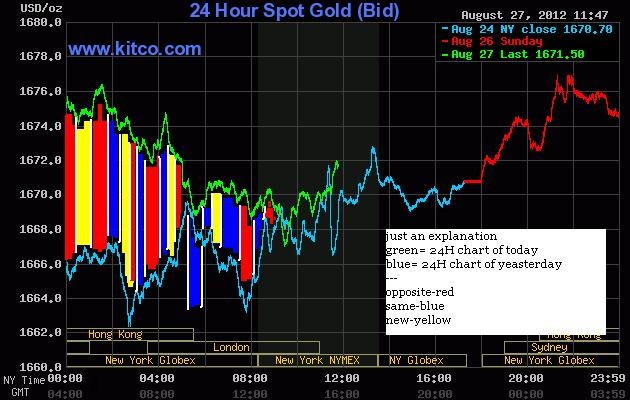 USD/oz
24 Hour Spot Gold (Bid)
August 27, 2012 11:47
www.kitco.com
Aug 24 NY close 1670.70
Aug 26 Sunday
Aug 27 Last 1671.50
1680.0
1678.0
1676.0
1674.0
1672.0
1670.0
1668.0
1666.0
1664.0
1662.0
1660.0
just an explanation
green= 24H chart of today
blue= 24H chart of yeasterday
---
opposite-red
same-blue
new-yellow
Hong Kong
Hong Kong
London
Sydney
New York Globex
New York NYMEX
NY Globex
New York Globex
NY Time
00:00 04:00 08:00 12:00 16:00 20:00 23:59
GMT
04:00 08:00 12:00 16:00 20:00 00:00 03:59